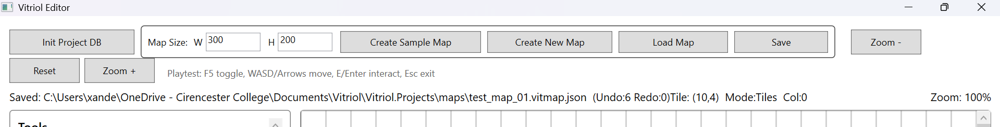 Vitriol Editor
Init Project DB
Map Size: W 300 H 200 Create Sample Map Create New Map Load Map Save
Zoom -
Reset Zoom + Playtest: F5 toggle, WASD/Arrows move, E/Enter interact, Esc exit
Saved: C:\Users\xande\OneDrive - Cirencester College\Documents\Vitriol\Vitriol.Projects\maps\test_map_01.vitmap.json (Undo:6 Redo:0)Tile: (10,4) Mode:Tiles Col:0 Zoom: 100%
Tools